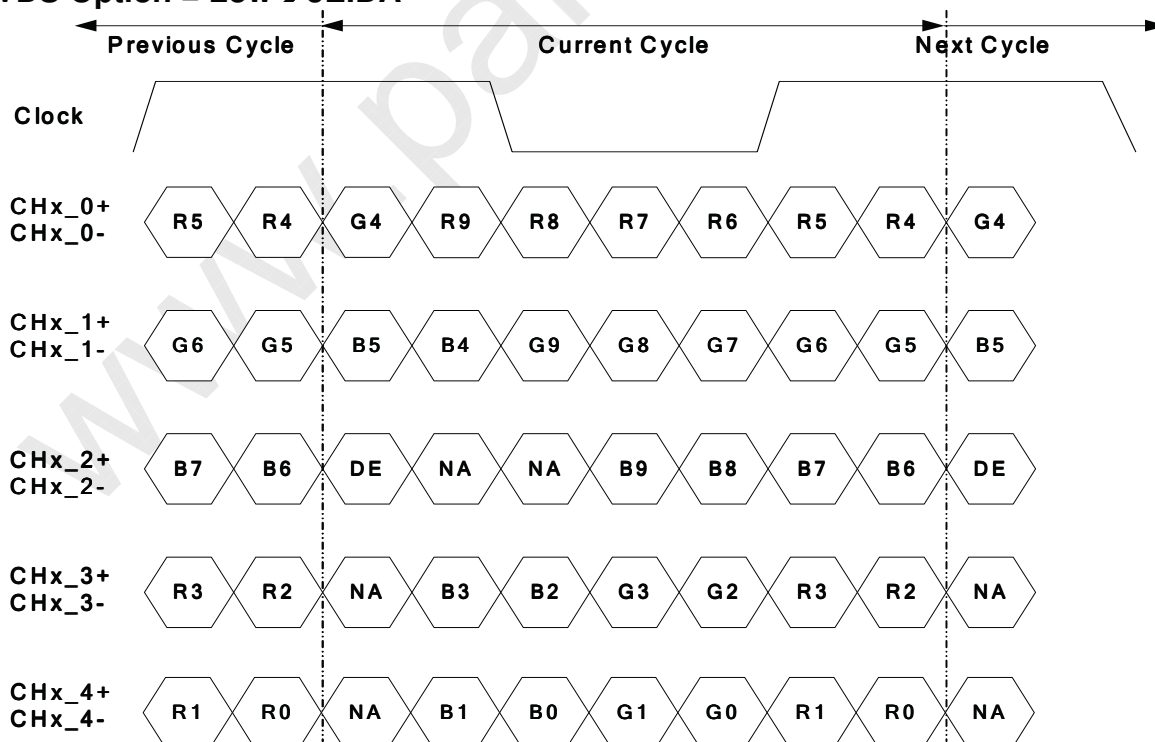 Previous Cycle Current Cycle Next Cycle
Clock
CHx_0+
CHx_0-
R5 R4 G4 R9 R8 R7 R6 R5 R4 G4
CHx_1+
CHx_1-
G6 G5 B5 B4 G9 G8 G7 G6 G5 B5
CHx_2+
CHx_2-
B7 B6 DE NA NA B9 B8 B7 B6 DE
CHx_3+
CHx_3-
R3 R2 NA B3 B2 G3 G2 R3 R2 NA
CHx_4+
CHx_4-
R1 R0 NA B1 B0 G1 G0 R1 R0 NA
www.pa